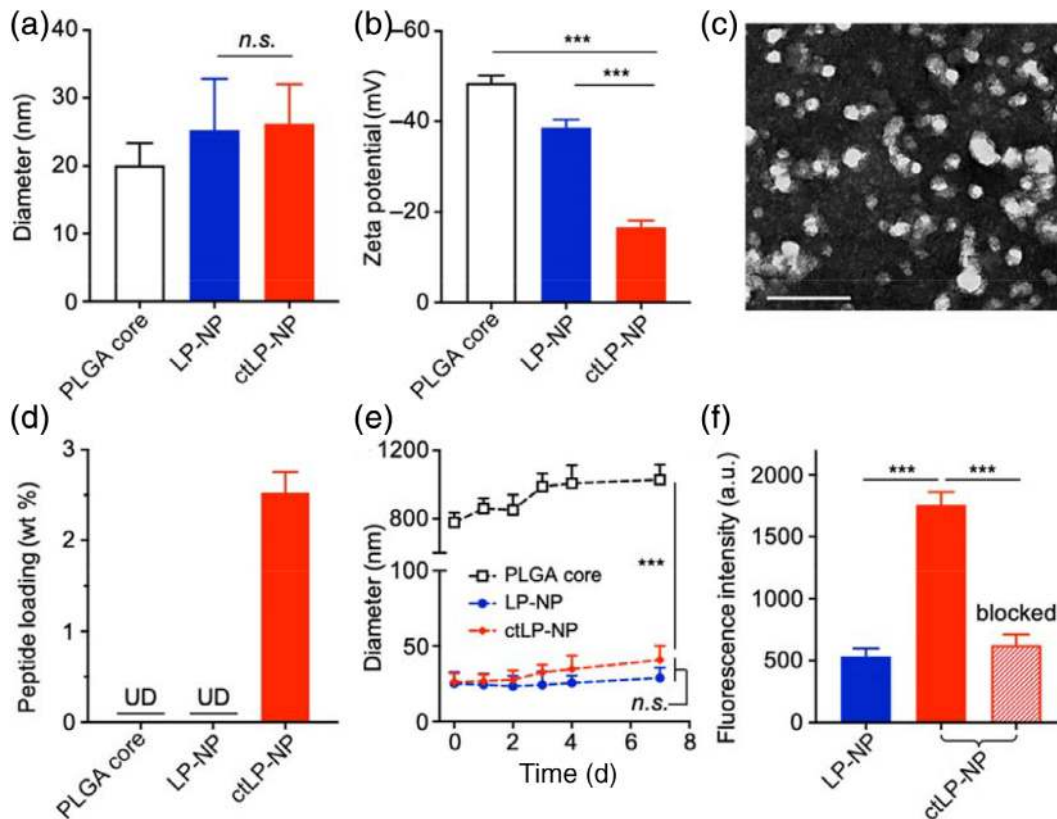 (a)
40
30
20
10
0
Diameter (nm)
n.s.
PLGA core
LP-NP
ctLP-NP
(b)
−60
−40
−20
0
Zeta potential (mV)
***
***
PLGA core
LP-NP
ctLP-NP
(c)
(d)
3
2
1
0
Peptide loading (wt %)
UD
UD
PLGA core
LP-NP
ctLP-NP
(e)
1200
800
100
50
0
Diameter (nm)
PLGA core
LP-NP
ctLP-NP
***
n.s.
0
2
4
6
8
Time (d)
(f)
2000
1500
1000
500
0
Fluorescence intensity (a.u.)
***
***
blocked
LP-NP
ctLP-NP